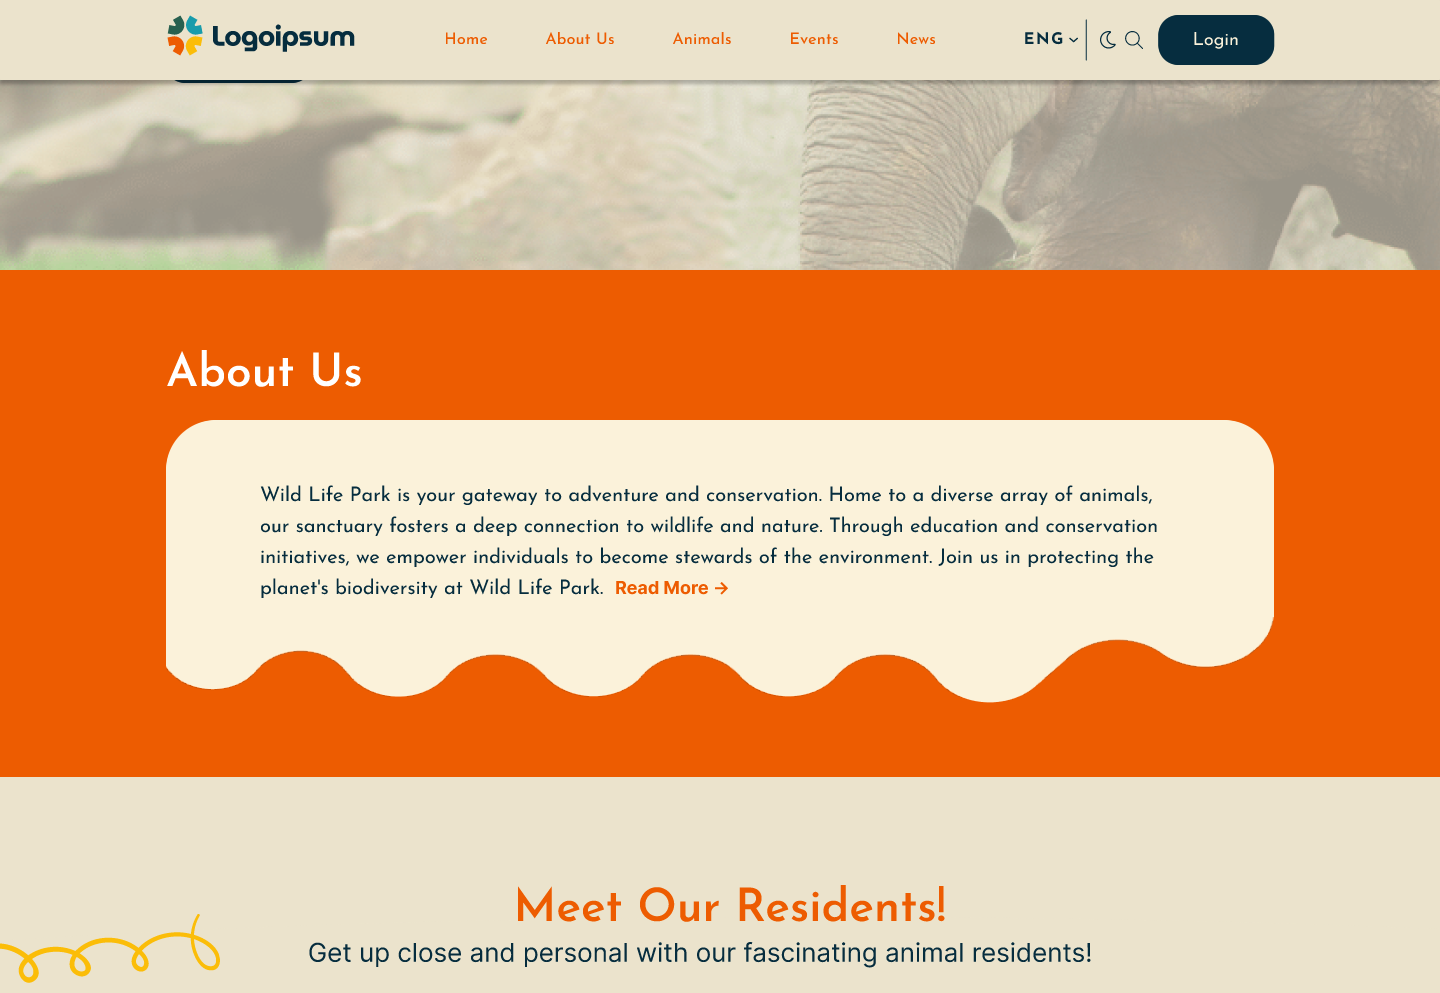 Logoipsum
Home
About Us
Animals
Events
News
ENG
Login
About Us
Wild Life Park is your gateway to adventure and conservation. Home to a diverse array of animals,
our sanctuary fosters a deep connection to wildlife and nature. Through education and conservation
initiatives, we empower individuals to become stewards of the environment. Join us in protecting the
planet's biodiversity at Wild Life Park. Read More →
Meet Our Residents!
Get up close and personal with our fascinating animal residents!